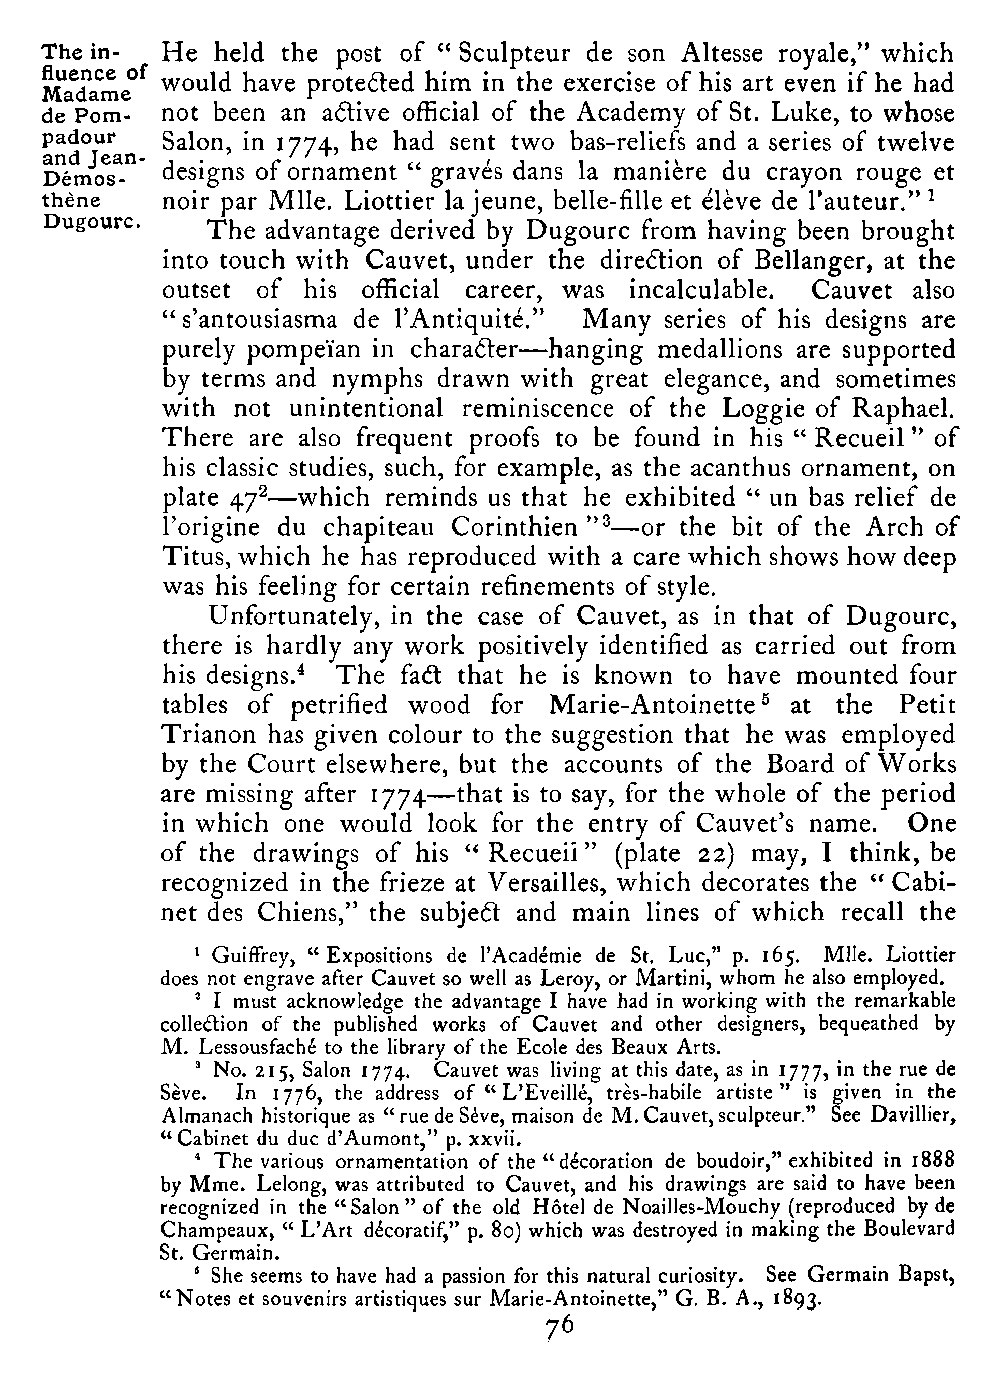 The in-
fluence of
Madame
de Pom-
padour
and Jean-
Démos-
thène
Dugourc.
He held the post of “ Sculpteur de son Altesse royale,” which
would have protected him in the exercise of his art even if he had
not been an active official of the Academy of St. Luke, to whose
Salon, in 1774, he had sent two bas-reliefs and a series of twelve
designs of ornament “ gravés dans la manière du crayon rouge et
noir par Mlle. Liottier la jeune, belle-fille et élève de l’auteur.” ¹
The advantage derived by Dugourc from having been brought
into touch with Cauvet, under the direction of Bellanger, at the
outset of his official career, was incalculable. Cauvet also
“ s’antousiasma de l’Antiquité.” Many series of his designs are
purely pompeïan in character—hanging medallions are supported
by terms and nymphs drawn with great elegance, and sometimes
with not unintentional reminiscence of the Loggie of Raphael.
There are also frequent proofs to be found in his “ Recueil ” of
his classic studies, such, for example, as the acanthus ornament, on
plate 47²—which reminds us that he exhibited “ un bas relief de
l’origine du chapiteau Corinthien ”³—or the bit of the Arch of
Titus, which he has reproduced with a care which shows how deep
was his feeling for certain refinements of style.
Unfortunately, in the case of Cauvet, as in that of Dugourc,
there is hardly any work positively identified as carried out from
his designs.⁴ The fact that he is known to have mounted four
tables of petrified wood for Marie-Antoinette ⁵ at the Petit
Trianon has given colour to the suggestion that he was employed
by the Court elsewhere, but the accounts of the Board of Works
are missing after 1774—that is to say, for the whole of the period
in which one would look for the entry of Cauvet’s name. One
of the drawings of his “ Recueii ” (plate 22) may, I think, be
recognized in the frieze at Versailles, which decorates the “ Cabi-
net des Chiens,” the subject and main lines of which recall the
¹ Guiffrey, “ Expositions de l’Académie de St. Luc,” p. 165. Mlle. Liottier
does not engrave after Cauvet so well as Leroy, or Martini, whom he also employed.
² I must acknowledge the advantage I have had in working with the remarkable
collection of the published works of Cauvet and other designers, bequeathed by
M. Lessousfaché to the library of the Ecole des Beaux Arts.
³ No. 215, Salon 1774. Cauvet was living at this date, as in 1777, in the rue de
Sève. In 1776, the address of “ L’Eveillé, très-habile artiste ” is given in the
Almanach historique as “ rue de Séve, maison de M. Cauvet, sculpteur.” See Davillier,
“ Cabinet du duc d’Aumont,” p. xxvii.
⁴ The various ornamentation of the “ décoration de boudoir,” exhibited in 1888
by Mme. Lelong, was attributed to Cauvet, and his drawings are said to have been
recognized in the “ Salon ” of the old Hôtel de Noailles-Mouchy (reproduced by de
Champeaux, “ L’Art décoratif,” p. 80) which was destroyed in making the Boulevard
St. Germain.
⁵ She seems to have had a passion for this natural curiosity. See Germain Bapst,
“ Notes et souvenirs artistiques sur Marie-Antoinette,” G. B. A., 1893.
76